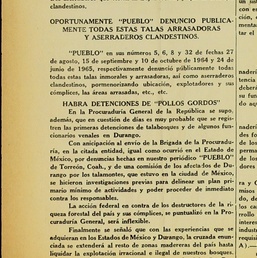 clandestinos.
OPORTUNAMENTE "PUEBLO" DENUNCIO PUBLICA-
MENTE TODAS ESTAS TALAS ARRASADORAS
Y ASERRADEROS CLANDESTINOS.
"PUEBLO" en sus números 5, 6, 8 y 32 de fechas 27
de agosto, 15 de septiembre y 10 de octubre de 1964 y 24 de
junio de 1965, respectivamente denunció públicamente todas
todas estas talas inmorales y arrasadoras, así como aserraderos
clandestinos, pormenorizando ubicación, explotadores y sus
cómplices, las áreas arrasadas, etc., etc.
HABRA DETENCIONES DE "POLLOS GORDOS"
En la Procuraduría General de la República se supo,
además, que en cuestión de días es muy probable que se regis-
tren las primeras detenciones de talabosques y de algunos fun-
cionarios venales en Durango.
Con anticipación al envío de la Brigada de la Procuradu-
ría, en la citada entidad, igual como ocurrió en el Estado de
México, por denuncias hechas en nuestro periódico "PUEBLO"
de Torreón, Coah., y de una comisión de los afectados de Du-
rango por los talamontes, que estuvo en la ciudad de México,
se hicieron investigaciones previas para delinear un plan pri-
mario mínimo de actividades y poder proceder de inmediato
contra los responsables.
La acción federal en contra de los destructores de la ri-
queza forestal del país y sus cómplices, se puntualizó en la Pro-
curaduría General, será inflexible.
Finalmente se señaló que con las experiencias que se
adquieran en los Estados de México y Durango, la cruzada enun-
ciada se extenderá al resto de zonas madereras del país hasta
liquidar la explotación irracional e ilegal de nuestros bosques.